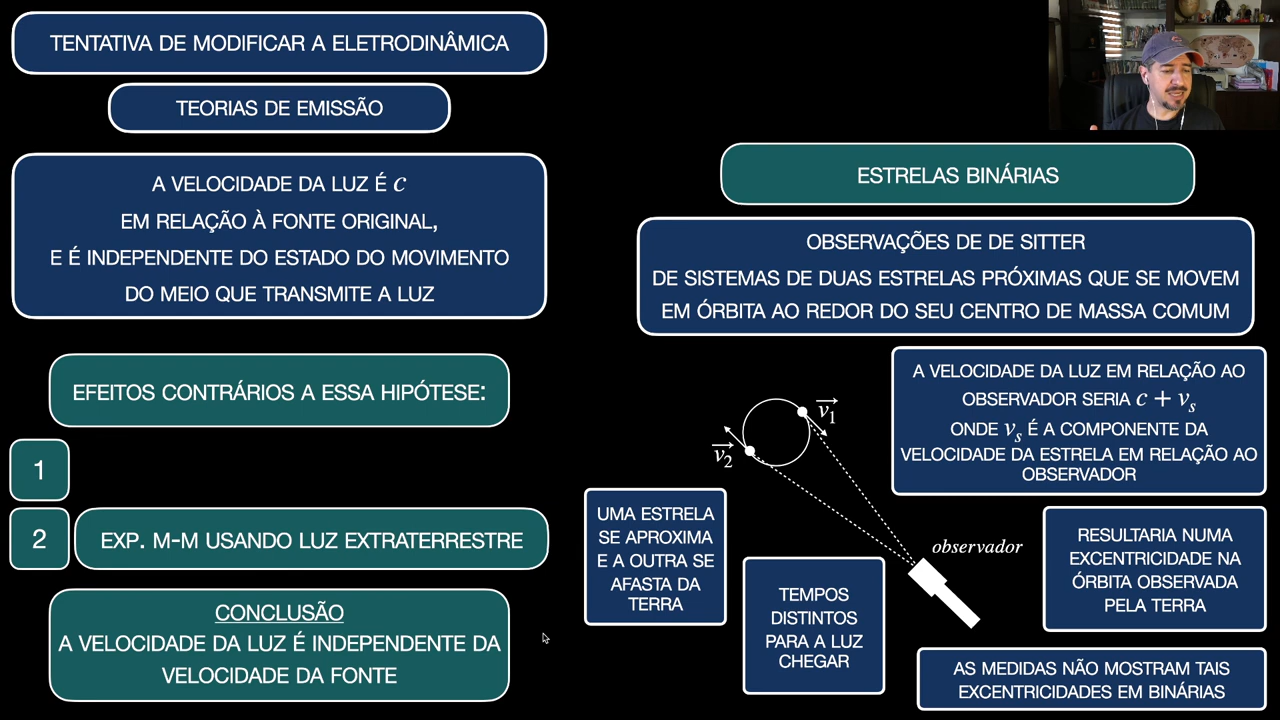 TENTATIVA DE MODIFICAR A ELETRODINÂMICA
TEORIAS DE EMISSÃO
A VELOCIDADE DA LUZ É c
EM RELAÇÃO À FONTE ORIGINAL,
E É INDEPENDENTE DO ESTADO DO MOVIMENTO
DO MEIO QUE TRANSMITE A LUZ
EFEITOS CONTRÁRIOS A ESSA HIPÓTESE:
1
2
EXP. M-M USANDO LUZ EXTRATERRESTRE
CONCLUSÃO
A VELOCIDADE DA LUZ É INDEPENDENTE DA
VELOCIDADE DA FONTE
ESTRELAS BINÁRIAS
OBSERVAÇÕES DE DE SITTER
DE SISTEMAS DE DUAS ESTRELAS PRÓXIMAS QUE SE MOVEM
EM ÓRBITA AO REDOR DO SEU CENTRO DE MASSA COMUM
A VELOCIDADE DA LUZ EM RELAÇÃO AO
OBSERVADOR SERIA c + v_s
ONDE v_s É A COMPONENTE DA
VELOCIDADE DA ESTRELA EM RELAÇÃO AO
OBSERVADOR
v⃗₁
v⃗₂
UMA ESTRELA
SE APROXIMA
E A OUTRA SE
AFASTA DA
TERRA
TEMPOS
DISTINTOS
PARA A LUZ
CHEGAR
observador
RESULTARIA NUMA
EXCENTRICIDADE NA
ÓRBITA OBSERVADA
PELA TERRA
AS MEDIDAS NÃO MOSTRAM TAIS
EXCENTRICIDADES EM BINÁRIAS